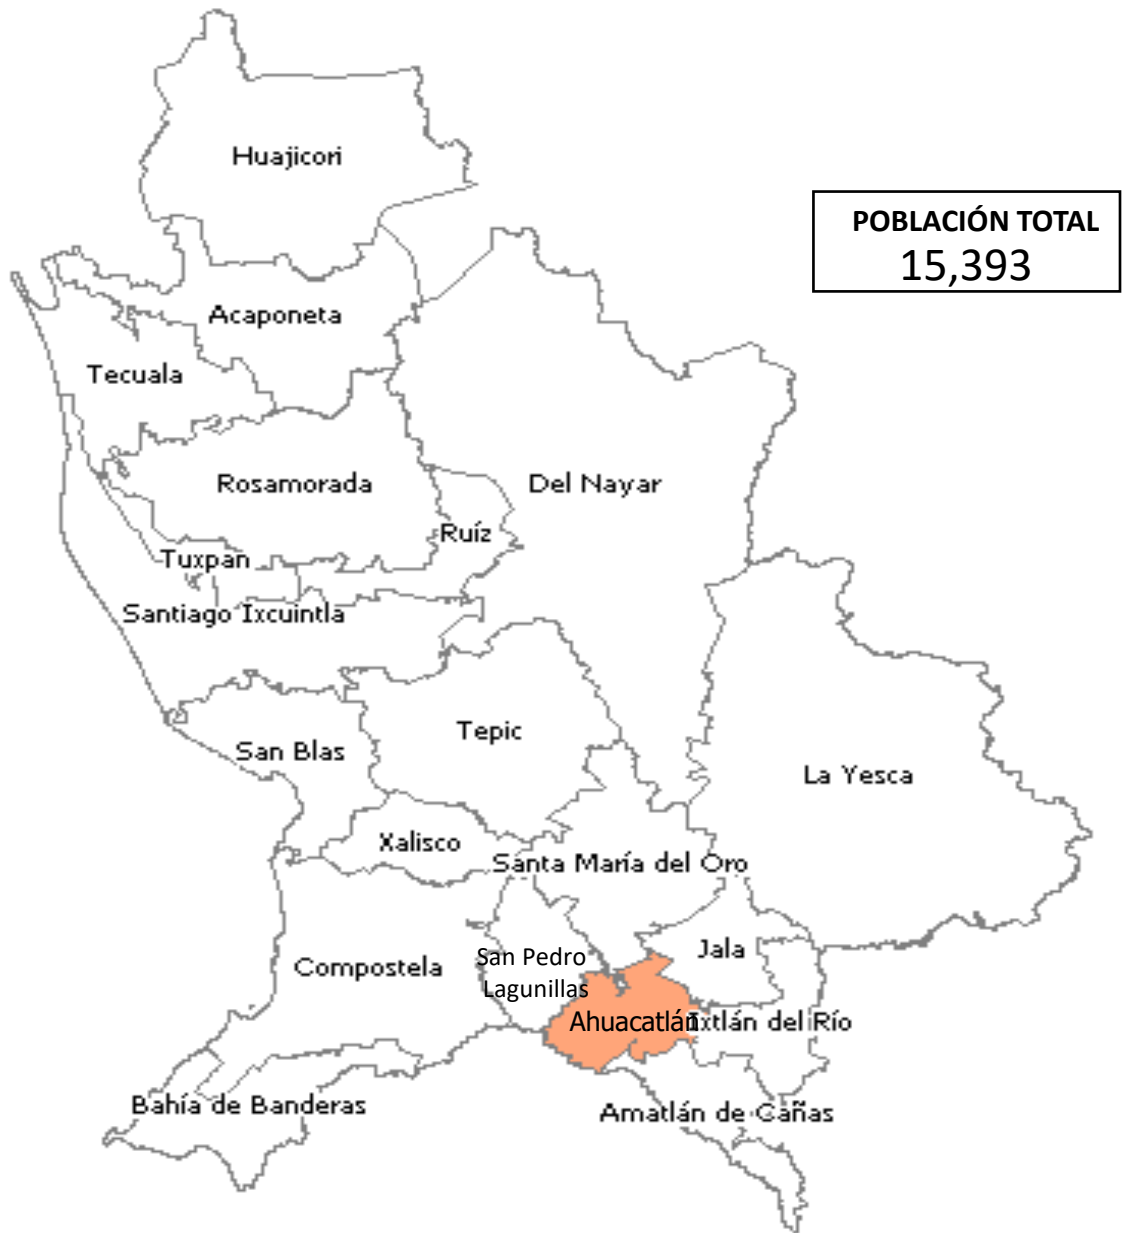 Huajicori
POBLACIÓN TOTAL
15,393
Acaponeta
Tecuala
Rosamorada
Del Nayar
Ruíz
Tuxpan
Santiago Ixcuintla
Tepic
San Blas
La Yesca
Xalisco
Santa María del Oro
Jala
San Pedro
Lagunillas
Compostela
Ahuacatlán
Ixtlán del Río
Bahía de Banderas
Amatlán de Cañas